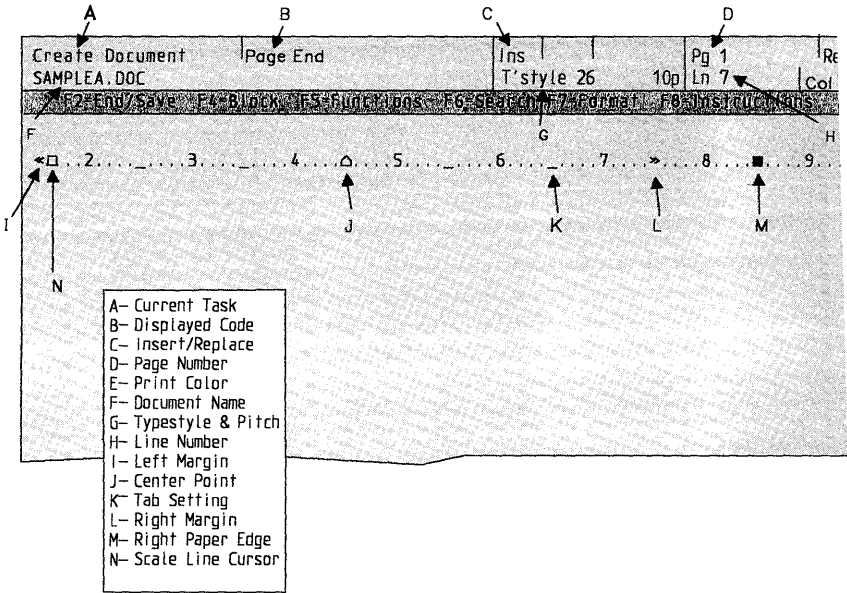 A B C D
Create Document Page End Ins Pg 1 Re
SAMPLEA.DOC T'style 26 10p Ln 7 Col
F2-End/Save F4-Block F5-Functions F6-Search F7-Format F8-Instructions
F G H
«□..2...._....3...._....4....⌂....5...._....6...._....7....»....8....■....9.
I J K L M
N
A– Current Task
B– Displayed Code
C– Insert/Replace
D– Page Number
E– Print Color
F– Document Name
G– Typestyle & Pitch
H– Line Number
I– Left Margin
J– Center Point
K– Tab Setting
L– Right Margin
M– Right Paper Edge
N– Scale Line Cursor